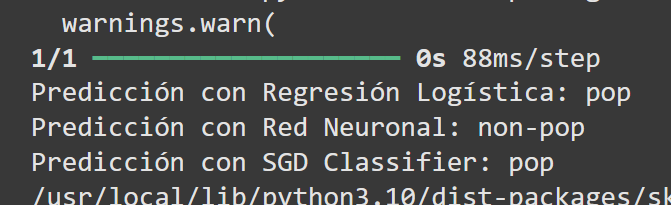 warnings.warn(
1/1 ━━━━━━━━━━━━━━━━━━━━ 0s 88ms/step
Predicción con Regresión Logística: pop
Predicción con Red Neuronal: non-pop
Predicción con SGD Classifier: pop
/usr/local/lib/python3.10/dist-packages/sk